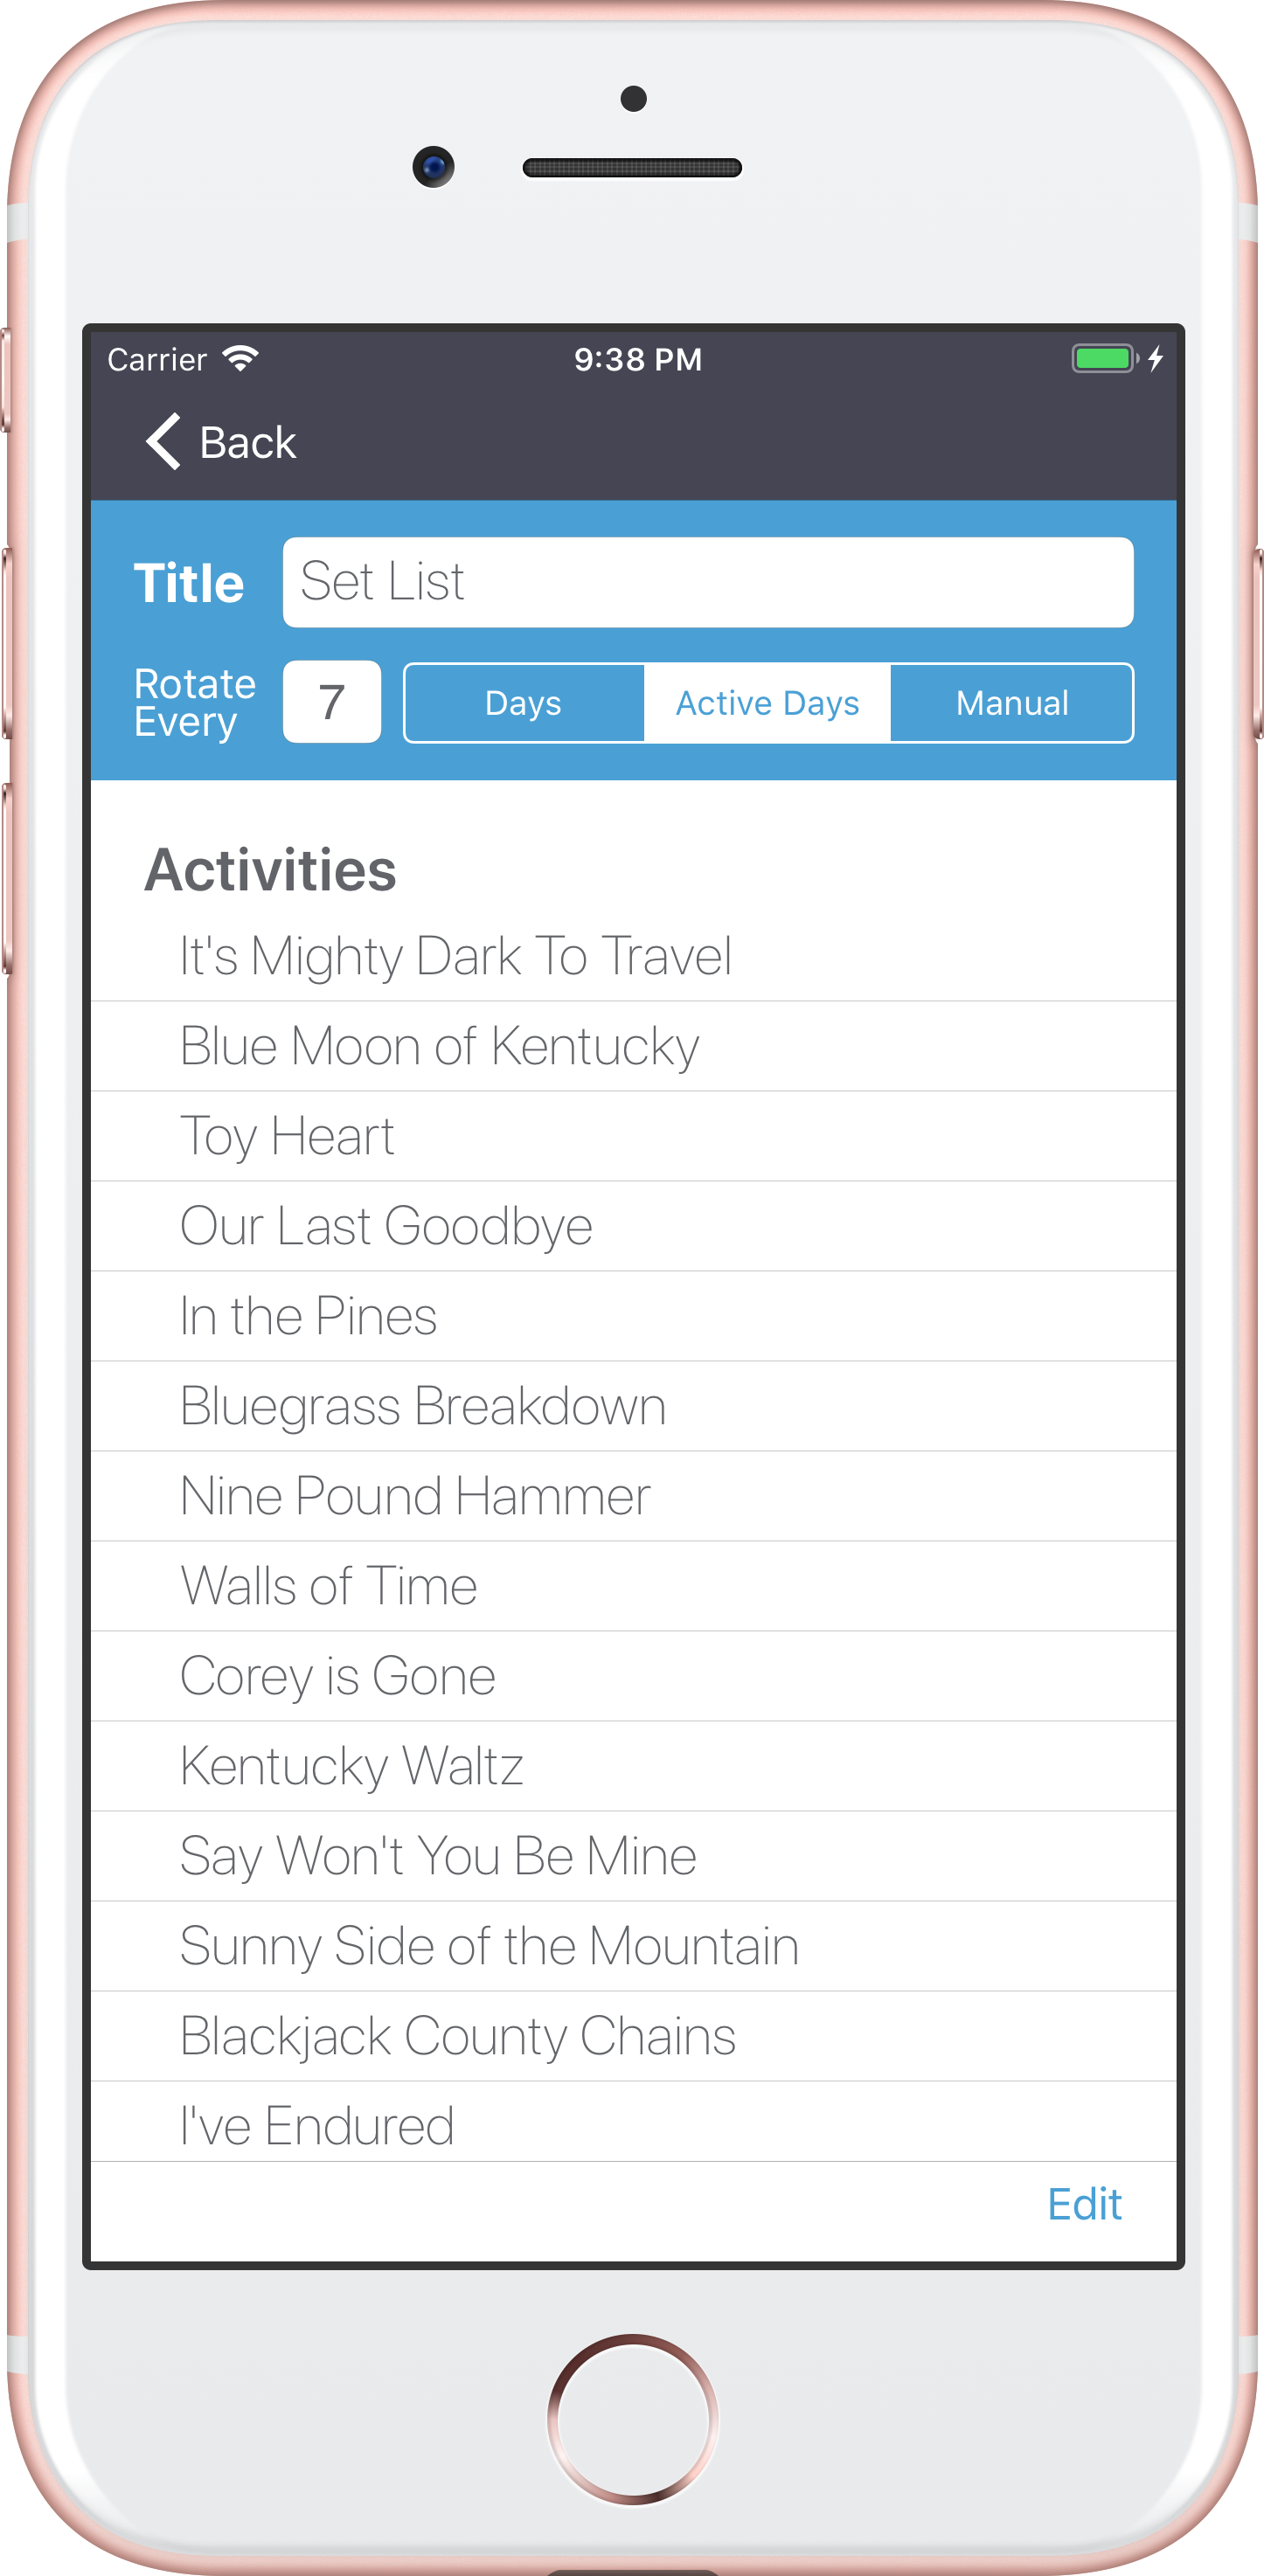 Carrier 9:38 PM
Back
Title Set List
Rotate
Every 7 Days Active Days Manual
Activities
It's Mighty Dark To Travel
Blue Moon of Kentucky
Toy Heart
Our Last Goodbye
In the Pines
Bluegrass Breakdown
Nine Pound Hammer
Walls of Time
Corey is Gone
Kentucky Waltz
Say Won't You Be Mine
Sunny Side of the Mountain
Blackjack County Chains
I've Endured
Edit